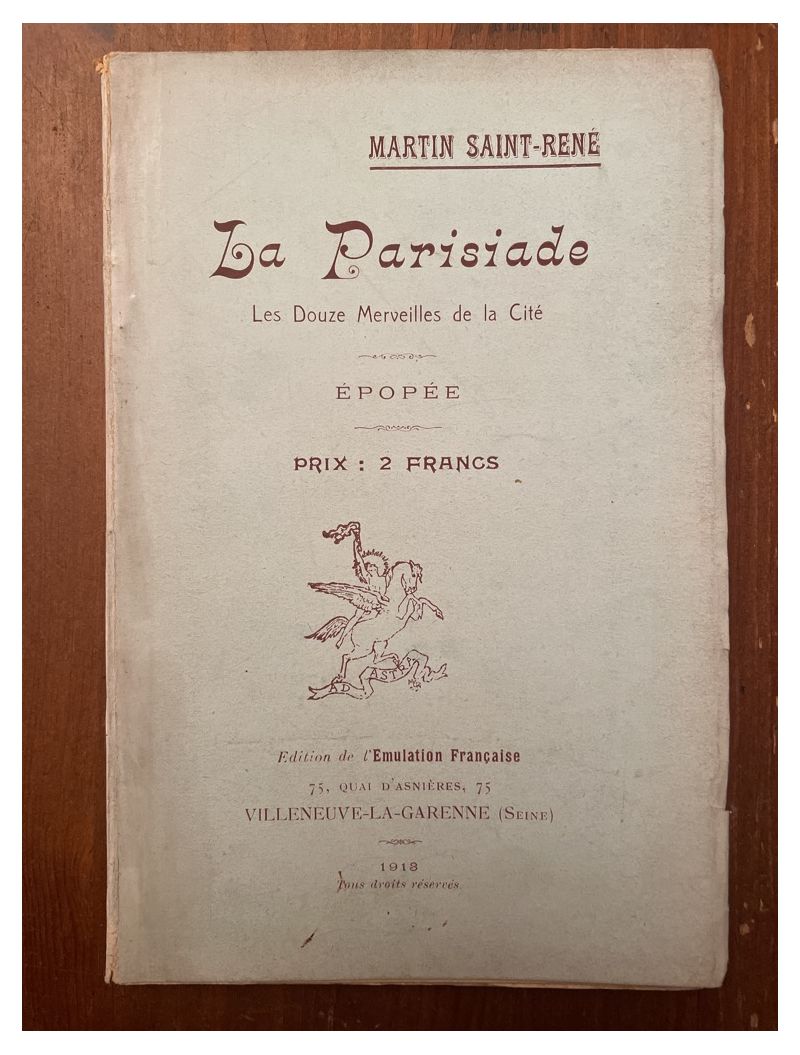 MARTIN SAINT-RENÉ
La Parisiade
Les Douze Merveilles de la Cité
ÉPOPÉE
PRIX : 2 FRANCS
AD ASTRA
Edition de l'Emulation Française
75, QUAI D'ASNIÈRES, 75
VILLENEUVE-LA-GARENNE (SEINE)
1913
Tous droits réservés.